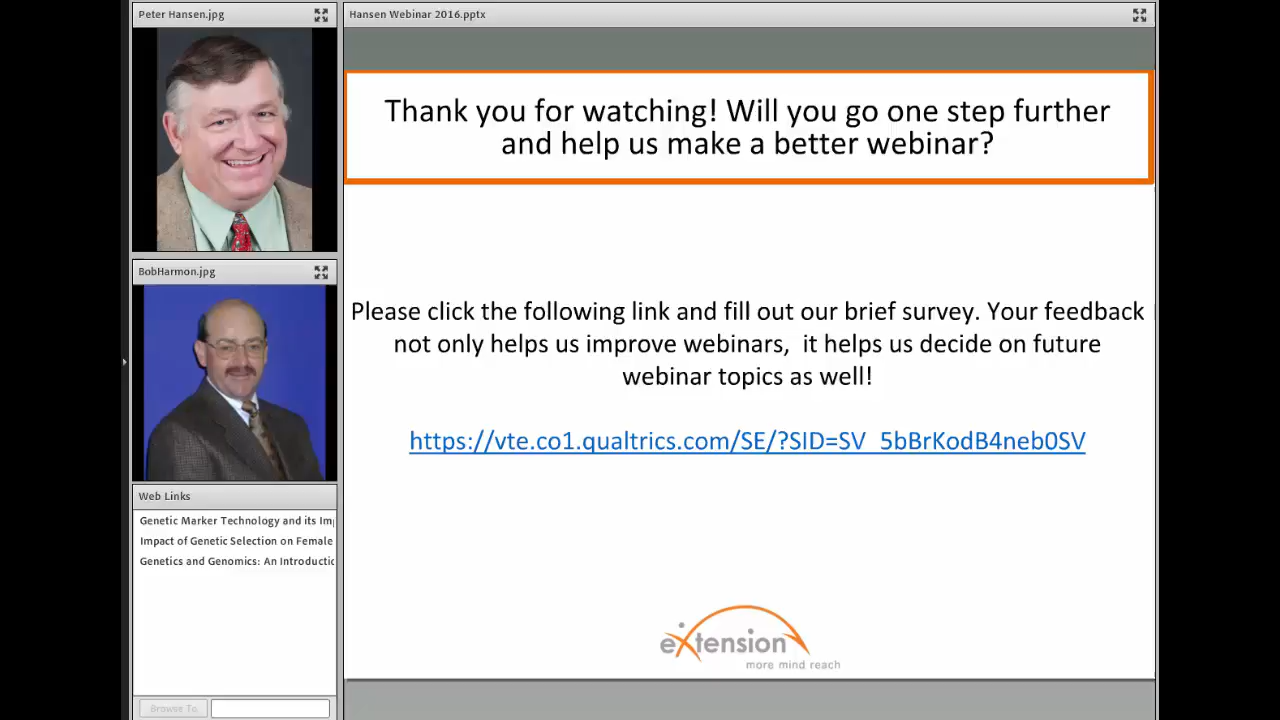 Peter Hansen.jpg
Hansen Webinar 2016.pptx
Thank you for watching! Will you go one step further
and help us make a better webinar?
BobHarmon.jpg
Please click the following link and fill out our brief survey. Your feedback
not only helps us improve webinars,  it helps us decide on future
webinar topics as well!
https://vte.co1.qualtrics.com/SE/?SID=SV_5bBrKodB4neb0SV
Web Links
Genetic Marker Technology and its Im
Impact of Genetic Selection on Female
Genetics and Genomics: An Introductio
eXtension
more mind reach
Browse To